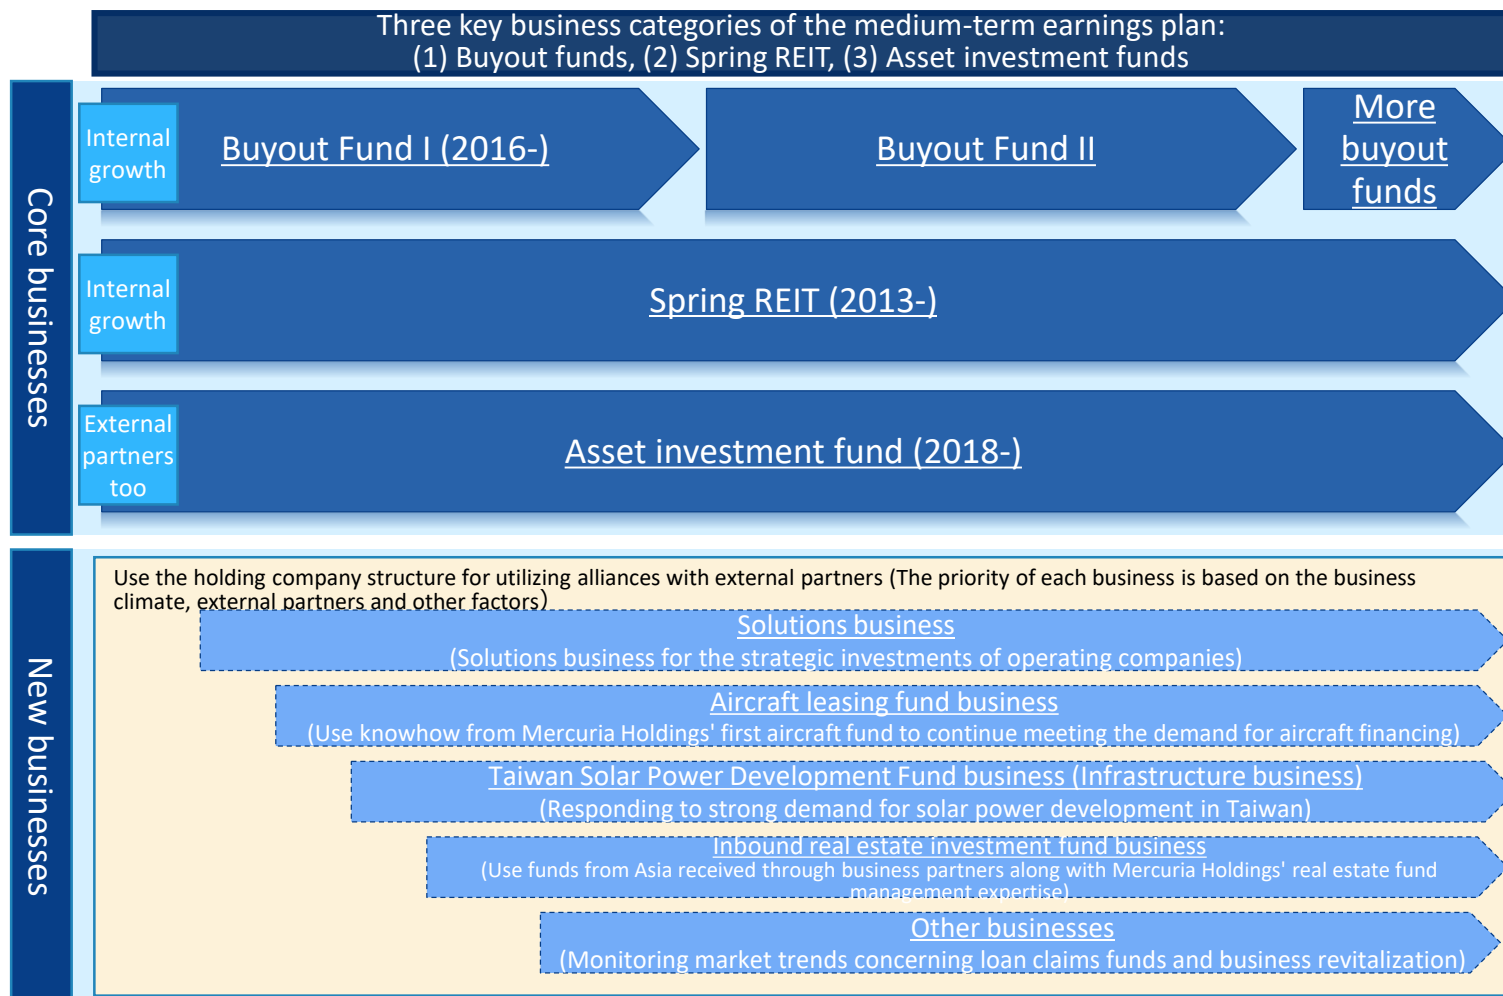 Three key business categories of the medium-term earnings plan:
(1) Buyout funds, (2) Spring REIT, (3) Asset investment funds
Core businesses
Internal
growth
Buyout Fund I (2016-)
Buyout Fund II
More
buyout
funds
Internal
growth
Spring REIT (2013-)
External
partners
too
Asset investment fund (2018-)
New businesses
Use the holding company structure for utilizing alliances with external partners (The priority of each business is based on the business
climate, external partners and other factors)
Solutions business
(Solutions business for the strategic investments of operating companies)
Aircraft leasing fund business
(Use knowhow from Mercuria Holdings' first aircraft fund to continue meeting the demand for aircraft financing)
Taiwan Solar Power Development Fund business (Infrastructure business)
(Responding to strong demand for solar power development in Taiwan)
Inbound real estate investment fund business
(Use funds from Asia received through business partners along with Mercuria Holdings' real estate fund
management expertise)
Other businesses
(Monitoring market trends concerning loan claims funds and business revitalization)